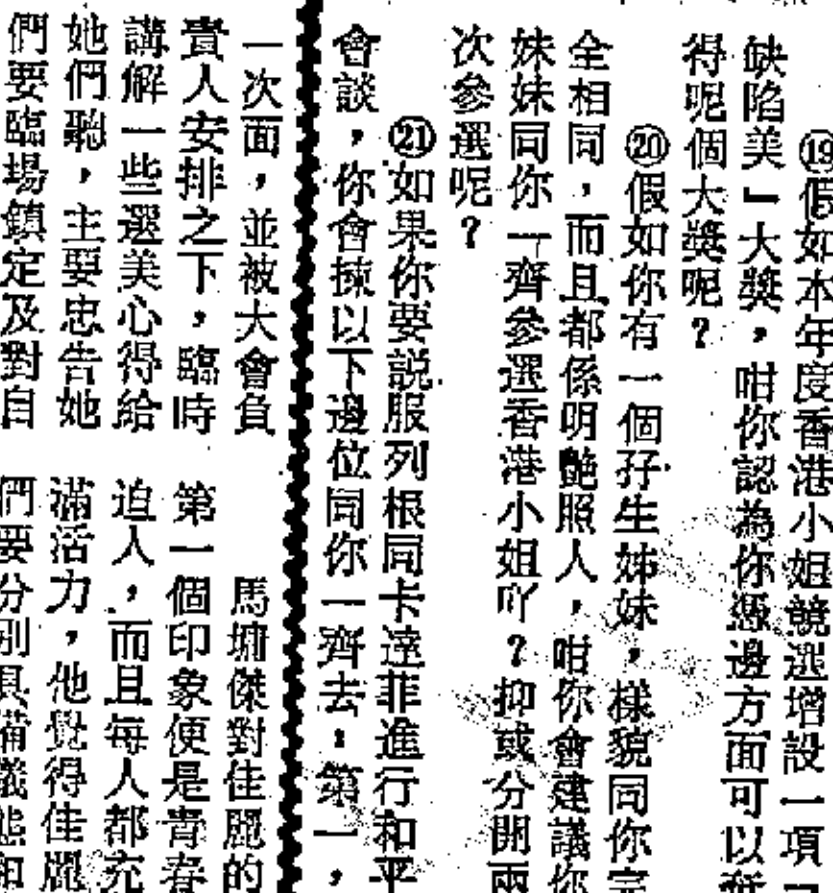 ⑲假如本年度香港小姐競選增設一項「
缺陷美」大獎，咁你認為你憑邊方面可以奪
得呢個大獎呢？
⑳假如你有一個孖生姊妹，樣貌同你完
全相同，而且都係明艷照人，咁你會建議你
妹妹同你一齊參選香港小姐吖？抑或分開兩
次參選呢？
㉑如果你要説服列根同卡達菲進行和平
會談，你會揀以下邊位同你一齊去：第一，
一次面，並被大會負
責人安排之下，臨時
講解一些選美心得給
她們聽，主要忠告她
們要臨場鎮定及對自
馬墉傑對佳麗的
第一個印象便是青春
迫人，而且每人都充
滿活力，他覺得佳麗
們要分別具備儀態和